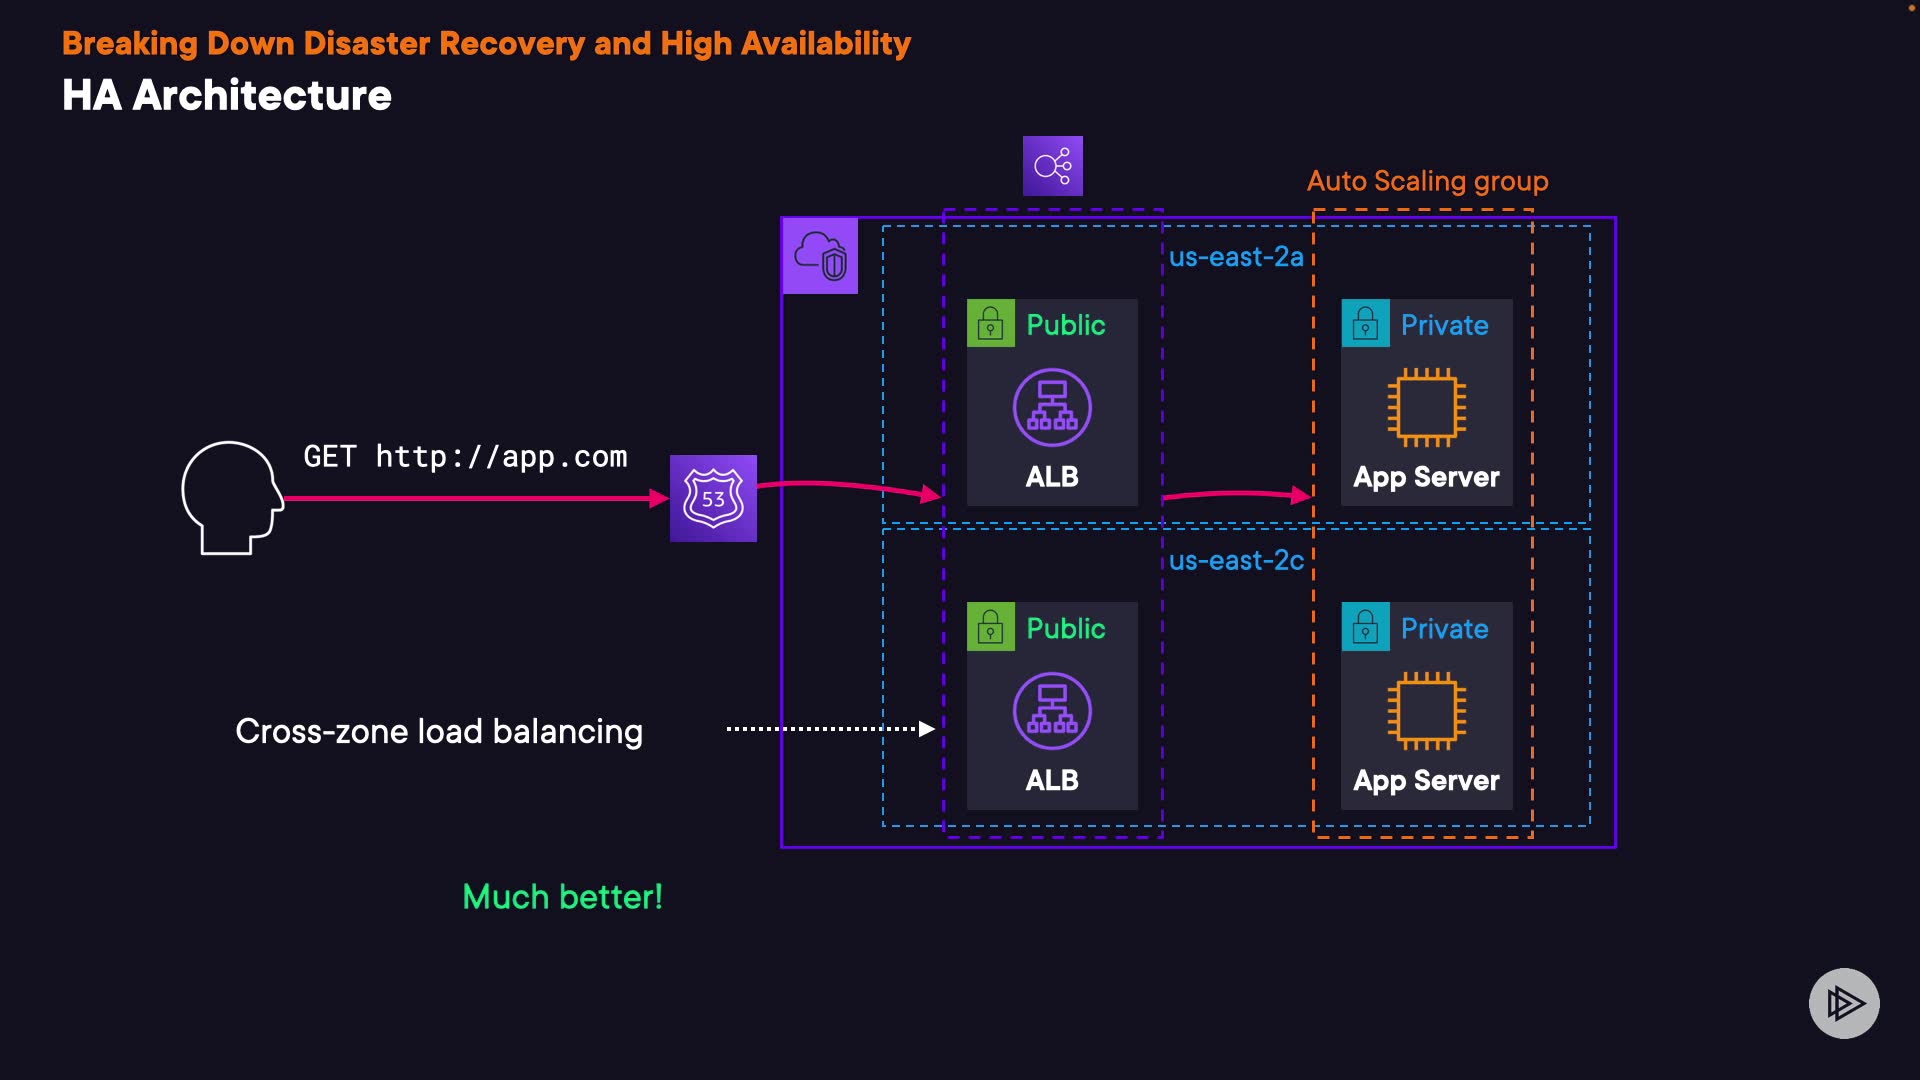 Breaking Down Disaster Recovery and High Availability
HA Architecture
Auto Scaling group
us-east-2a
Public
Private
ALB
App Server
GET http://app.com
53
us-east-2c
Public
Private
Cross-zone load balancing
ALB
App Server
Much better!